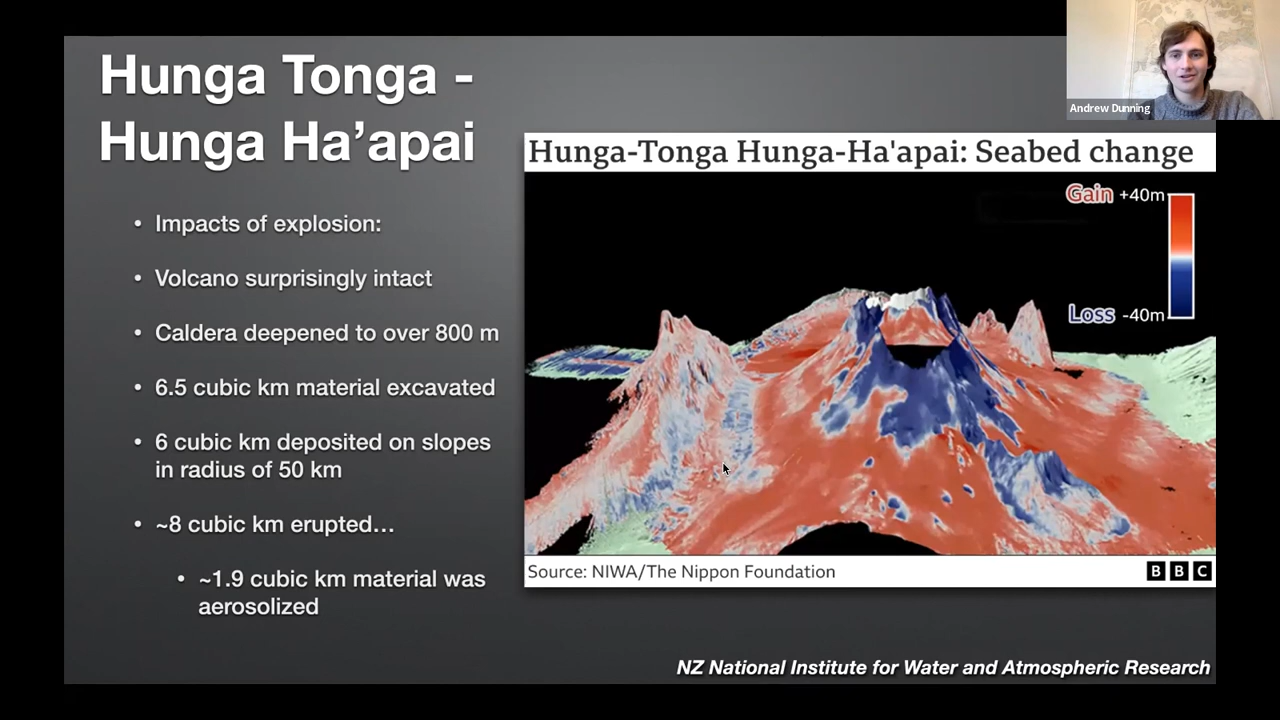 Hunga Tonga -
Hunga Ha’apai
• Impacts of explosion:
• Volcano surprisingly intact
• Caldera deepened to over 800 m
• 6.5 cubic km material excavated
• 6 cubic km deposited on slopes
in radius of 50 km
• ~8 cubic km erupted…
• ~1.9 cubic km material was
aerosolized
Andrew Dunning
Hunga-Tonga Hunga-Ha'apai: Seabed change
Gain +40m
Loss -40m
Source: NIWA/The Nippon Foundation
BBC
NZ National Institute for Water and Atmospheric Research